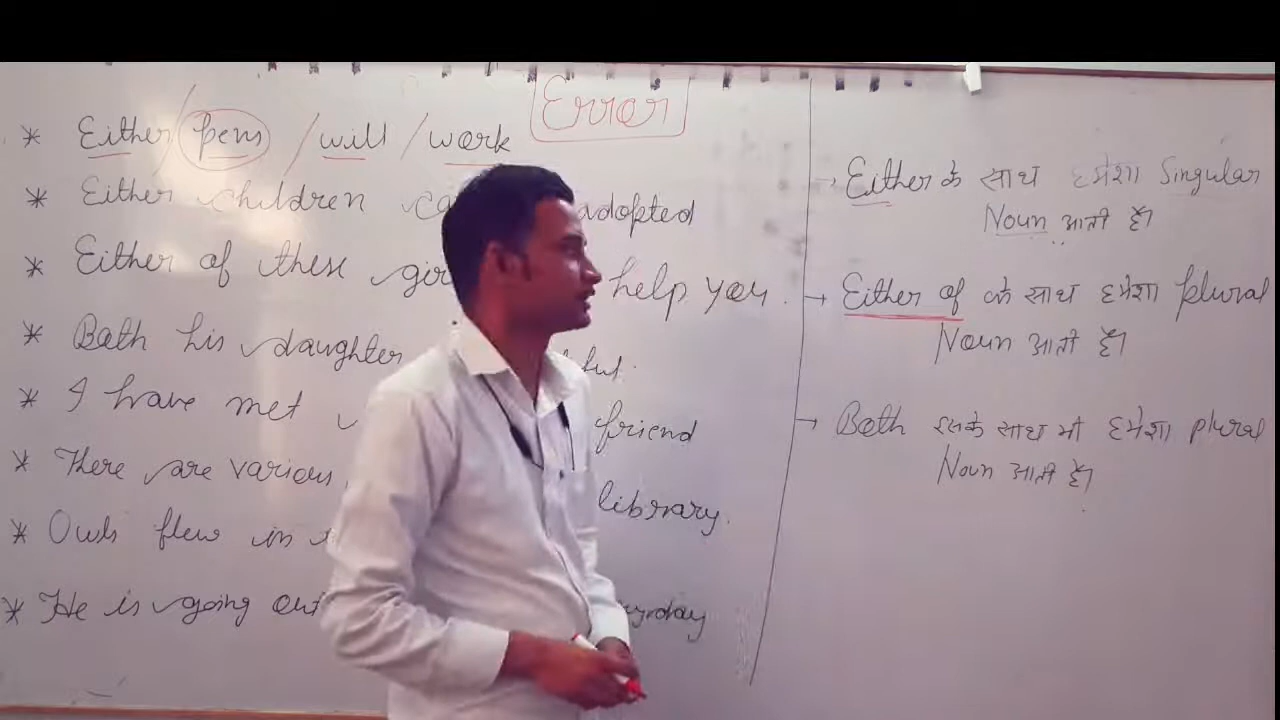 Error
* Either / pens / will / work
* Either children adopted
* Either of these help you.
* Both his daughter
* I have met friend
* There are various library.
* Owls flew in
* He is going out
→ Either के साथ हमेशा Singular
Noun आती है।
→ Either of के साथ हमेशा plural
Noun आती है।
→ Both इसके साथ भी हमेशा plural
Noun आती है।